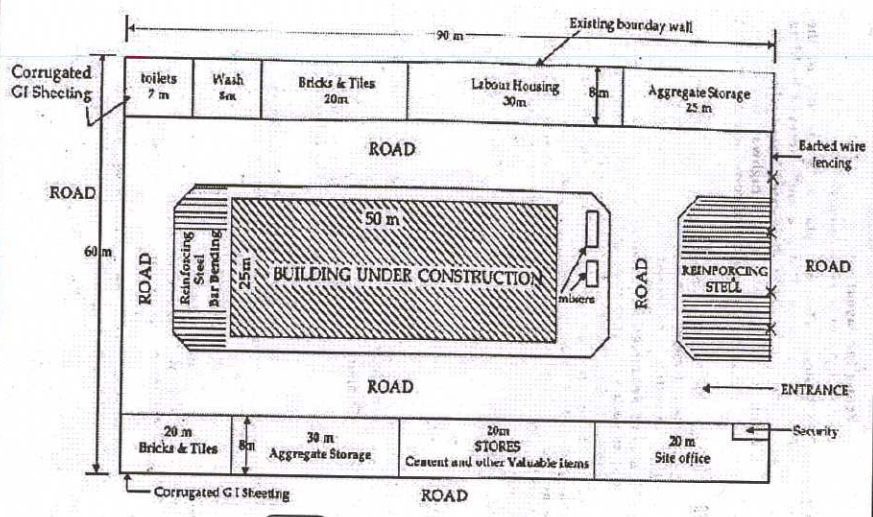 Existing bounday wall
90 m
Corrugated
GI Sheeting
toilets
7 m
Wash
8m
Bricks & Tiles
20m
Labour Housing
30m
8 m
Aggregate Storage
25 m
ROAD
Barbed wire
fencing
ROAD
60 m
ROAD
Reinforcing
Steel
Bar Bending
25m
50 m
BUILDING UNDER CONSTRUCTION
mixers
ROAD
REINFORCING
STELL
ROAD
ROAD
ENTRANCE
20 m
Bricks & Tiles
8m
30 m
Aggregate Storage
20m
STORES
Cement and other Valuable items
20 m
Site office
Security
Corrugated G I Sheeting
ROAD